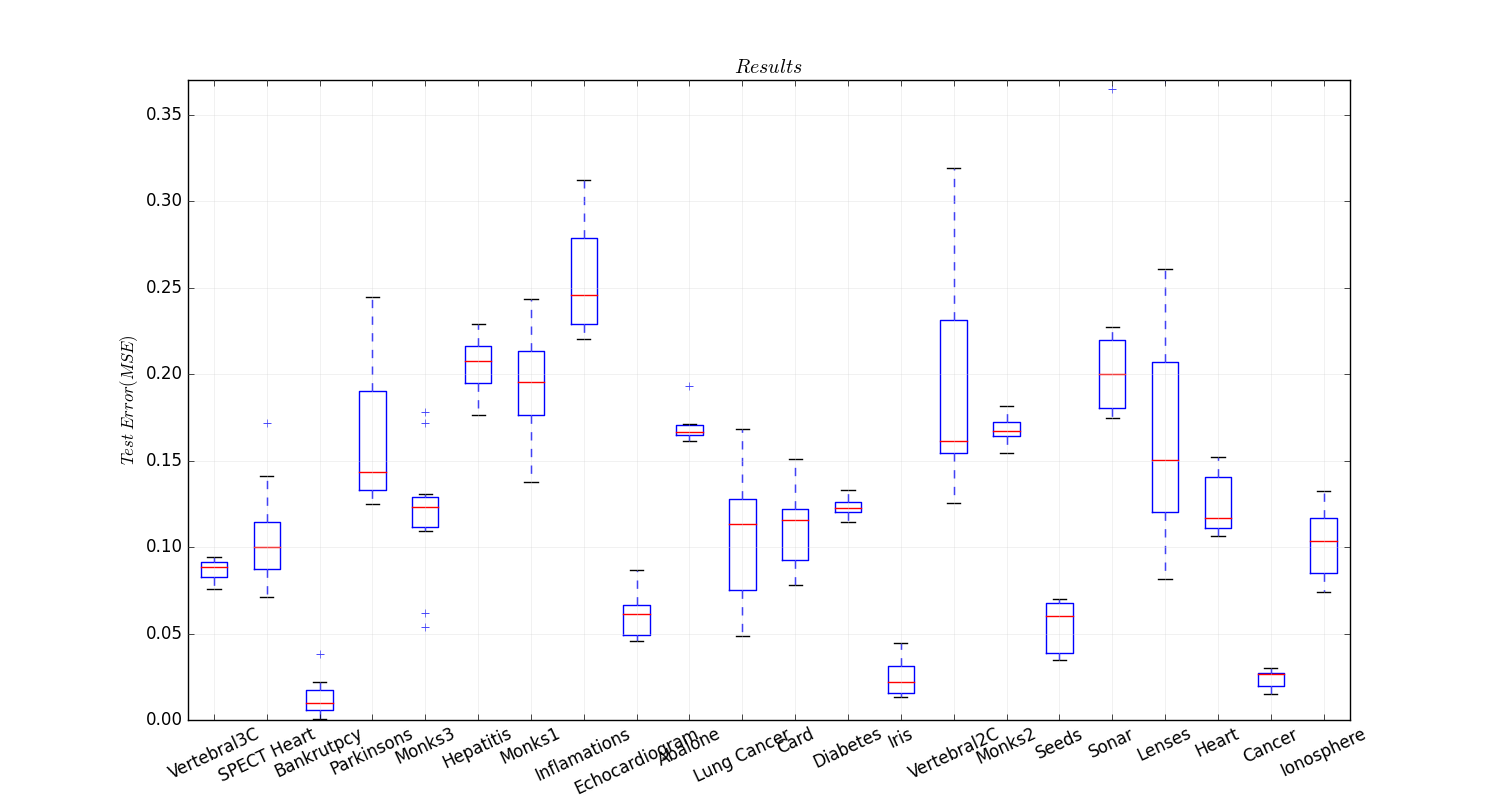 Results
Test Error(MSE)
0.35
0.30
0.25
0.20
0.15
0.10
0.05
0.00
Vertebral3C
SPECT Heart
Bankrutpcy
Parkinsons
Monks3
Hepatitis
Monks1
Inflamations
Echocardiogram
Abalone
Lung Cancer
Card
Diabetes
Iris
Vertebral2C
Monks2
Seeds
Sonar
Lenses
Heart
Cancer
Ionosphere